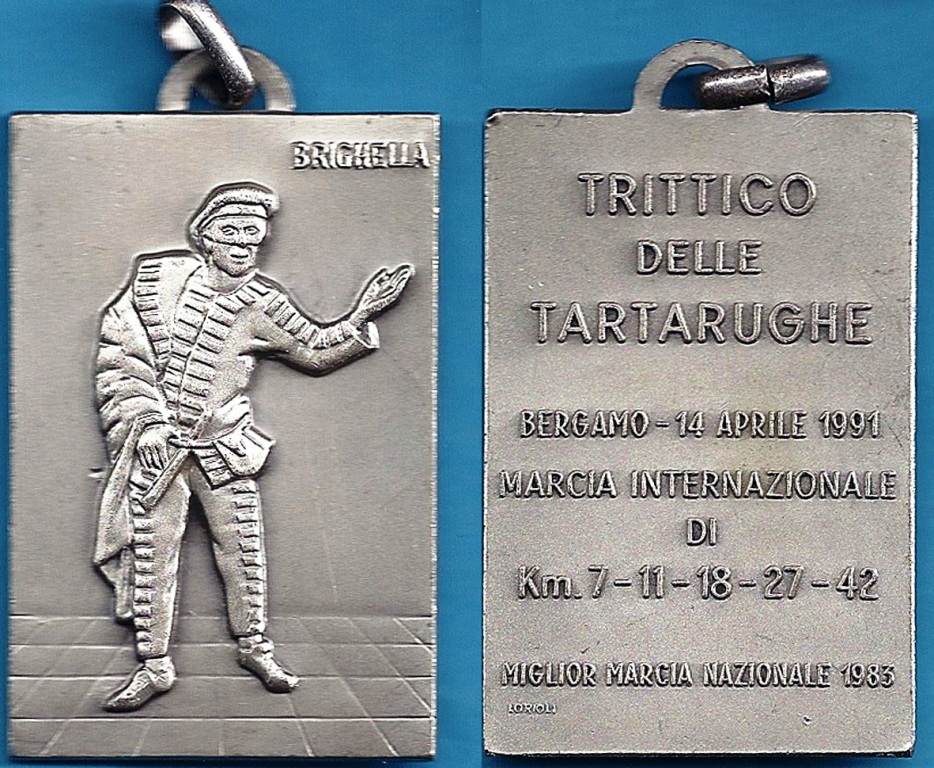 BRIGHELLA
TRITTICO
DELLE
TARTARUGHE
BERGAMO - 14 APRILE 1991
MARCIA INTERNAZIONALE
DI
Km. 7 - 11 - 18 - 27 - 42
MIGLIOR MARCIA NAZIONALE 1983
LORIOLI